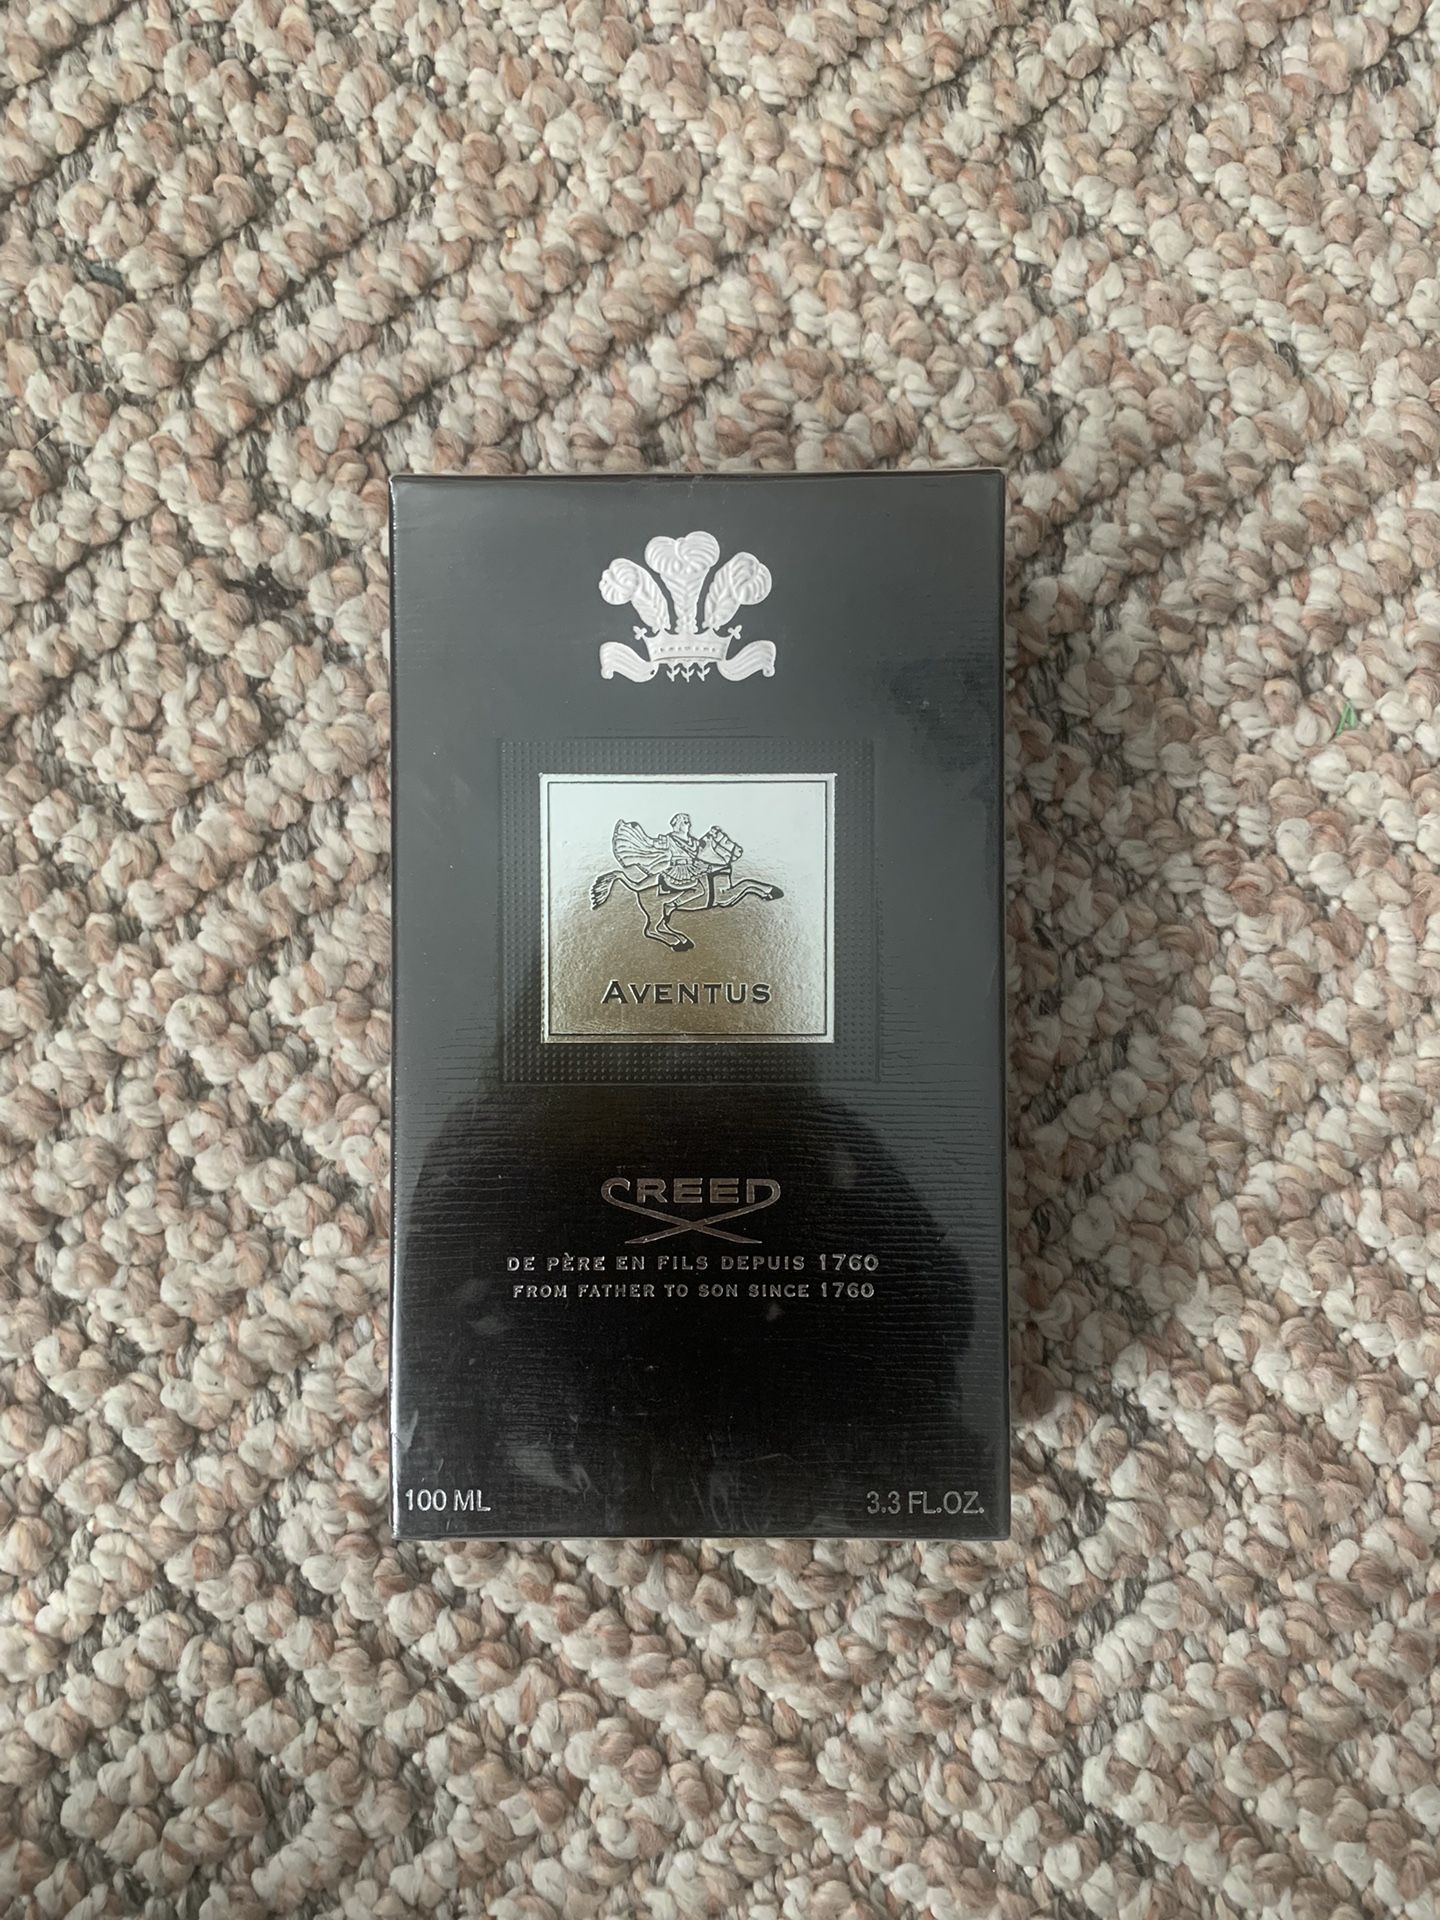 AVENTUS
CREED
DE PÈRE EN FILS DEPUIS 1760
FROM FATHER TO SON SINCE 1760
100 ML
3.3 FL.OZ.